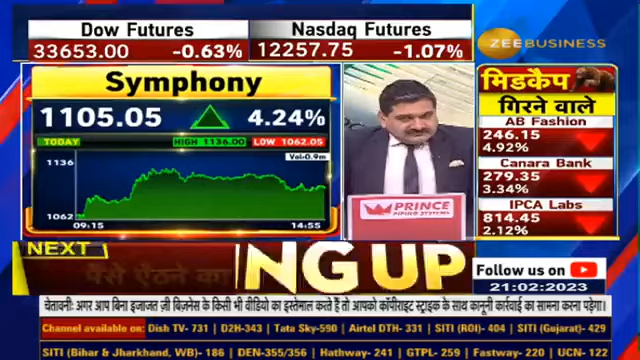 Dow Futures
33653.00 -0.63%
Nasdaq Futures
12257.75 -1.07%
ZEE BUSINESS
Symphony
1105.05 4.24%
TODAY HIGH 1136.00 LOW 1062.05
Vol-0.9m
1136
1062
09:15 14:55
PRINCE
PIPING SYSTEMS
मिडकैप
गिरने वाले
AB Fashion
246.15
4.92%
Canara Bank
279.35
3.34%
IPCA Labs
814.45
2.12%
NEXT
पैसे ऐंठने का
NG UP
Follow us on
21:02:2023
चेतावनी: अगर आप बिना इजाजत ज़ी बिज़नेस के किसी भी वीडियो का इस्तेमाल करते हैं तो आपको कॉपीराइट स्ट्राइक के साथ कानूनी कार्रवाई का सामना करना पड़ेगा।
Channel available on: Dish TV- 731 | D2H-343 | Tata Sky-590 | Airtel DTH- 331 | SITI (ROI) - 404 | SITI (Gujarat) - 429
SITI (Bihar & Jharkhand, WB)- 186 | DEN-355/356 | Hathway- 241 | GTPL- 259 | Fastway- 220 | UCN- 122